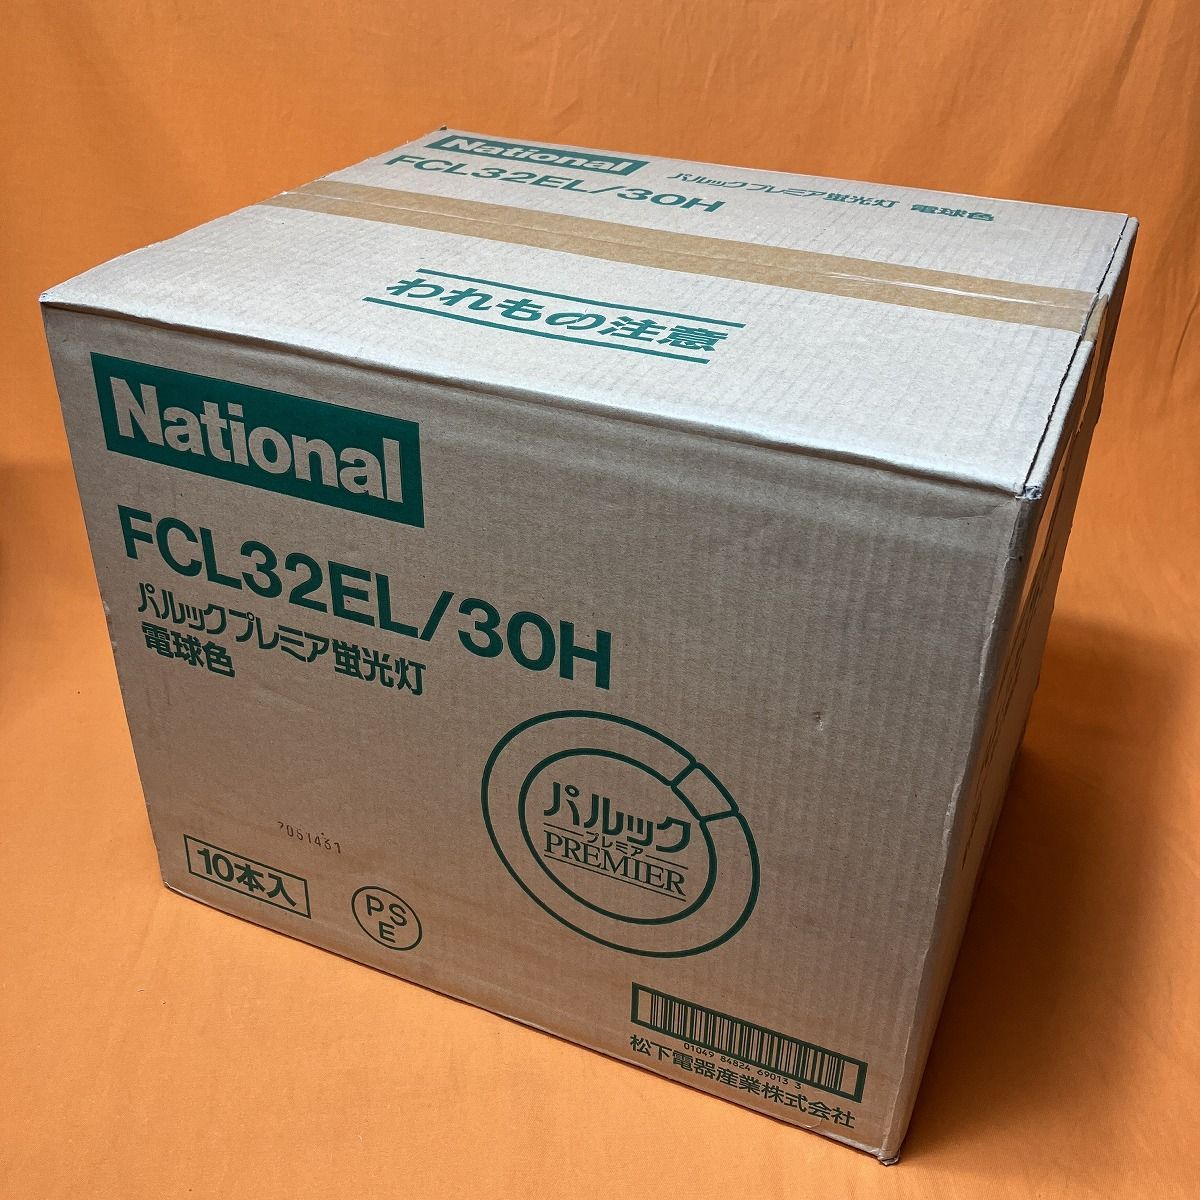 National
パルックプレミア蛍光灯 電球色
FCL32EL/30H
われもの注意
National
FCL32EL/30H
パルックプレミア蛍光灯
電球色
パルック
プレミア
PREMIER
7051431
10本入
PS
E
01049 84824 69013 3
松下電器産業株式会社